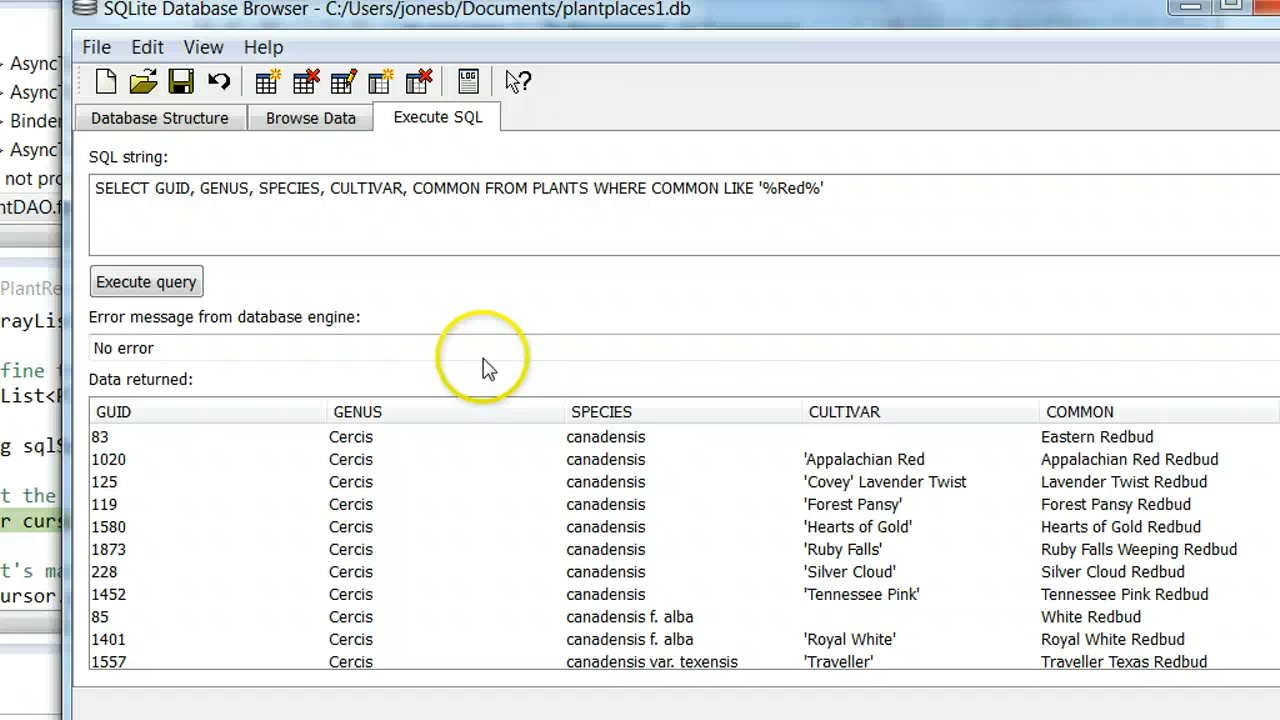 SQLite Database Browser - C:/Users/jonesb/Documents/plantplaces1.db
File Edit View Help
LOG
Database Structure Browse Data Execute SQL
SQL string:
SELECT GUID, GENUS, SPECIES, CULTIVAR, COMMON FROM PLANTS WHERE COMMON LIKE '%Red%'
Execute query
Error message from database engine:
No error
Data returned:
GUID GENUS SPECIES CULTIVAR COMMON
83 Cercis canadensis Eastern Redbud
1020 Cercis canadensis 'Appalachian Red Appalachian Red Redbud
125 Cercis canadensis 'Covey' Lavender Twist Lavender Twist Redbud
119 Cercis canadensis 'Forest Pansy' Forest Pansy Redbud
1580 Cercis canadensis 'Hearts of Gold' Hearts of Gold Redbud
1873 Cercis canadensis 'Ruby Falls' Ruby Falls Weeping Redbud
228 Cercis canadensis 'Silver Cloud' Silver Cloud Redbud
1452 Cercis canadensis 'Tennessee Pink' Tennessee Pink Redbud
85 Cercis canadensis f. alba White Redbud
1401 Cercis canadensis f. alba 'Royal White' Royal White Redbud
1557 Cercis canadensis var. texensis 'Traveller' Traveller Texas Redbud
Async
Async
Binder
Async
not pro
ntDAO.f
PlantRe
rayLis
fine
List<
ng sql
t the
r curs
t's ma
ursor.